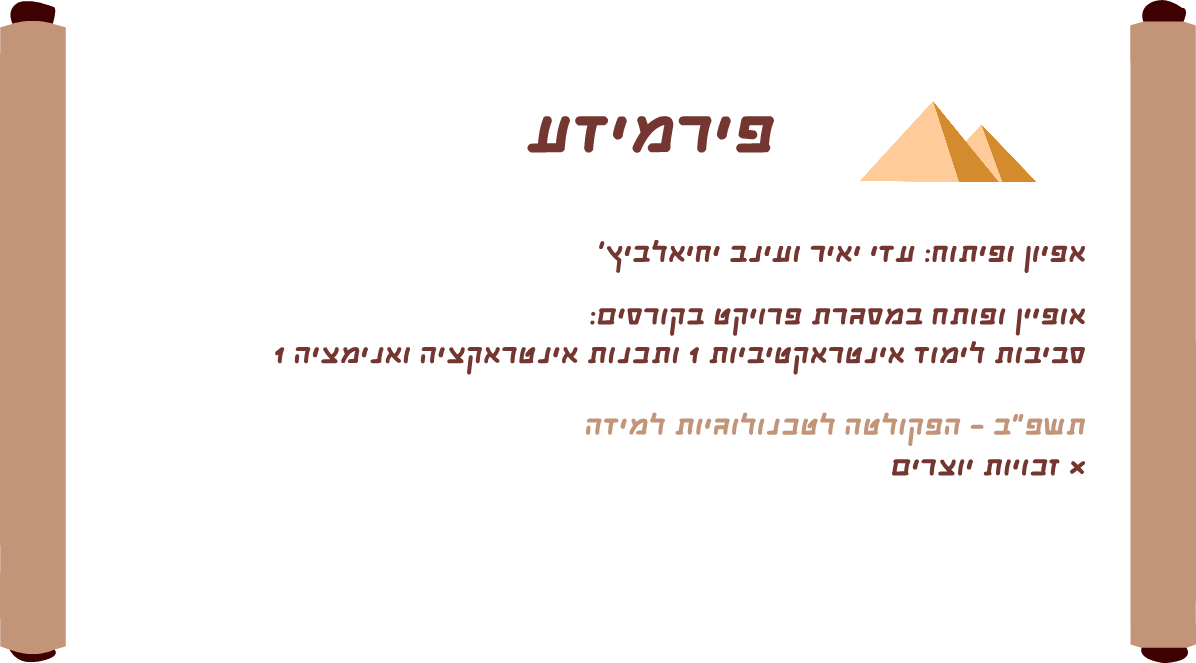 פירמידע
אפיון ופיתוח: עדי יאיר ועינב יחיאלביץ'
אופיין ופותח במסגרת פרויקט בקורסים:
סביבות לימוד אינטראקטיביות 1 ותכנות אינטראקציה ואנימציה 1
תשפ"ב - הפקולטה לטכנולוגיות למידה
× זכויות יוצרים